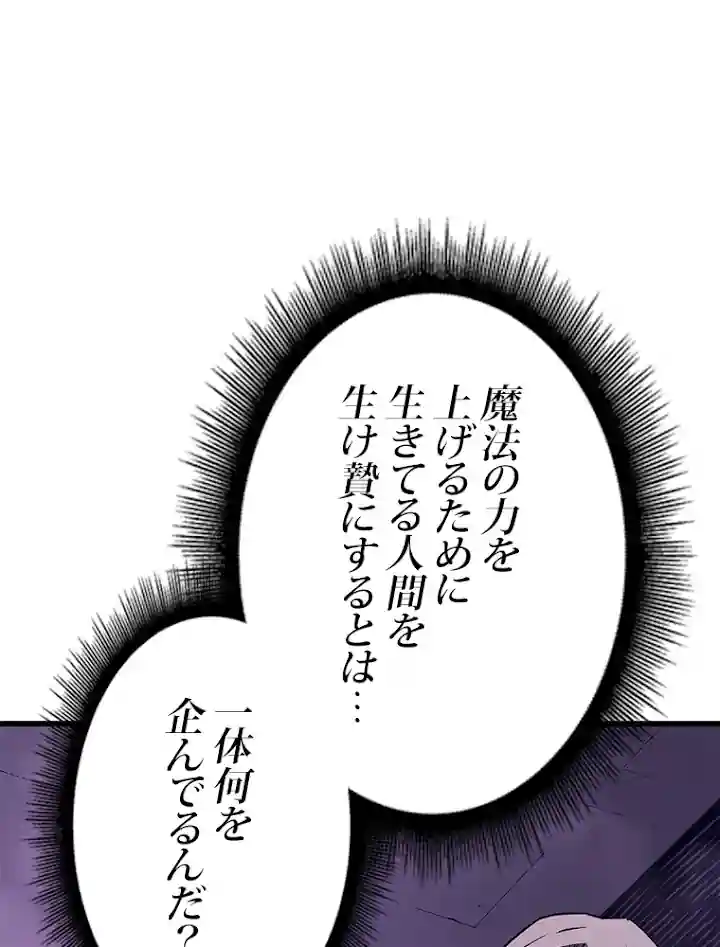 魔法の力を
上げるために
生きてる人間を
生け贄にするとは…
一体何を
企んでるんだ？